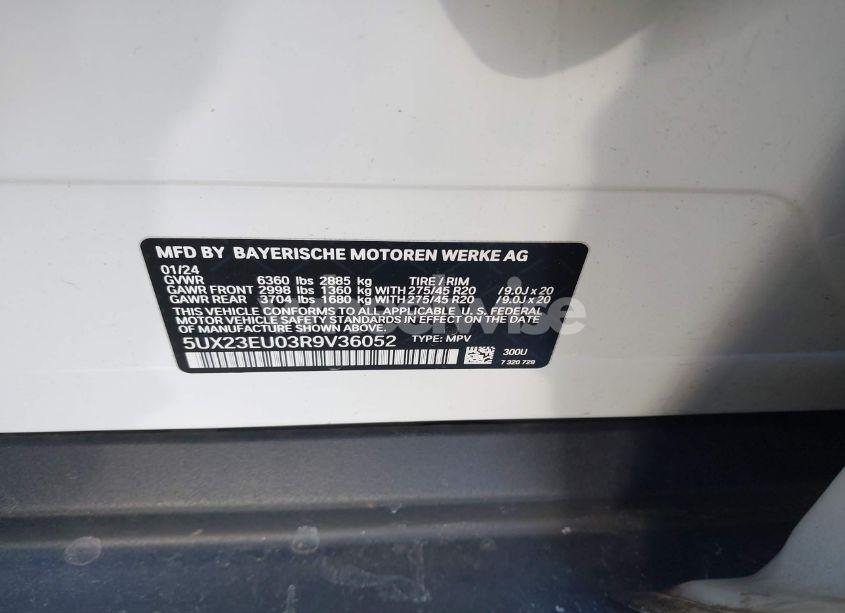 MFD BY BAYERISCHE MOTOREN WERKE AG
01/24
GVWR 6360 lbs 2885 kg TIRE / RIM
GAWR FRONT 2998 lbs 1360 kg WITH 275/45 R20 / 9.0J x 20
GAWR REAR 3704 lbs 1680 kg WITH 275/45 R20 / 9.0J x 20
THIS VEHICLE CONFORMS TO ALL APPLICABLE U. S. FEDERAL
MOTOR VEHICLE SAFETY STANDARDS IN EFFECT ON THE
DATE OF MANUFACTURE SHOWN ABOVE.
5UX23EU03R9V36052 TYPE: MPV
300U
7 320 729